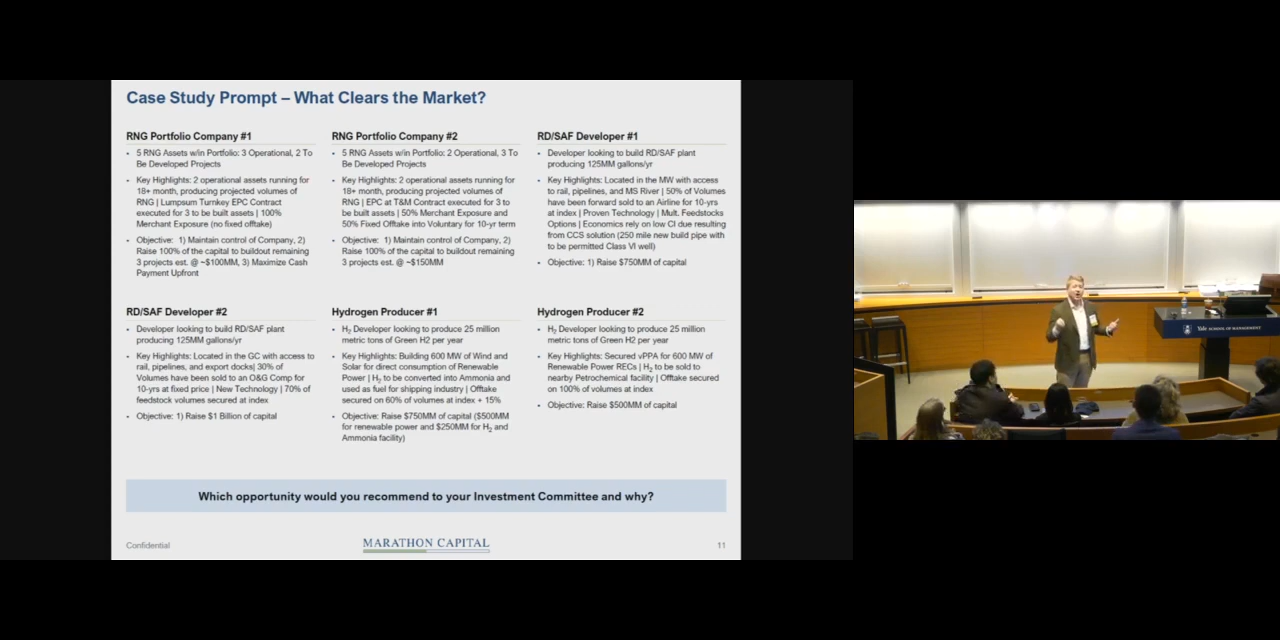 Case Study Prompt – What Clears the Market?
RNG Portfolio Company #1
• 5 RNG Assets w/in Portfolio: 3 Operational, 2 To
Be Developed Projects
• Key Highlights: 2 operational assets running for
18+ month, producing projected volumes of
RNG | Lumpsum Turnkey EPC Contract
executed for 3 to be built assets | 100%
Merchant Exposure (no fixed offtake)
• Objective: 1) Maintain control of Company, 2)
Raise 100% of the capital to buildout remaining
3 projects est. @ ~$100MM, 3) Maximize Cash
Payment Upfront
RNG Portfolio Company #2
• 5 RNG Assets w/in Portfolio: 2 Operational, 3 To
Be Developed Projects
• Key Highlights: 2 operational assets running for
18+ month, producing projected volumes of
RNG | EPC at T&M Contract executed for 3 to
be built assets | 50% Merchant Exposure and
50% Fixed Offtake into Voluntary for 10-yr term
• Objective: 1) Maintain control of Company, 2)
Raise 100% of the capital to buildout remaining
3 projects est. @ ~$150MM
RD/SAF Developer #1
• Developer looking to build RD/SAF plant
producing 125MM gallons/yr
• Key Highlights: Located in the MW with access
to rail, pipelines, and MS River | 50% of Volumes
have been forward sold to an Airline for 10-yrs
at index | Proven Technology | Mult. Feedstocks
Options | Economics rely on low CI due resulting
from CCS solution (250 mile new build pipe with
to be permitted Class VI well)
• Objective: 1) Raise $750MM of capital
RD/SAF Developer #2
• Developer looking to build RD/SAF plant
producing 125MM gallons/yr
• Key Highlights: Located in the GC with access to
rail, pipelines, and export docks| 30% of
Volumes have been sold to an O&G Comp for
10-yrs at fixed price | New Technology | 70% of
feedstock volumes secured at index
• Objective: 1) Raise $1 Billion of capital
Hydrogen Producer #1
• H₂ Developer looking to produce 25 million
metric tons of Green H2 per year
• Key Highlights: Building 600 MW of Wind and
Solar for direct consumption of Renewable
Power | H₂ to be converted into Ammonia and
used as fuel for shipping industry | Offtake
secured on 60% of volumes at index + 15%
• Objective: Raise $750MM of capital ($500MM
for renewable power and $250MM for H₂ and
Ammonia facility)
Hydrogen Producer #2
• H₂ Developer looking to produce 25 million
metric tons of Green H2 per year
• Key Highlights: Secured vPPA for 600 MW of
Renewable Power RECs | H₂ to be sold to
nearby Petrochemical facility | Offtake secured
on 100% of volumes at index
• Objective: Raise $500MM of capital
Which opportunity would you recommend to your Investment Committee and why?
Confidential
MARATHON CAPITAL
11
Yale SCHOOL OF MANAGEMENT